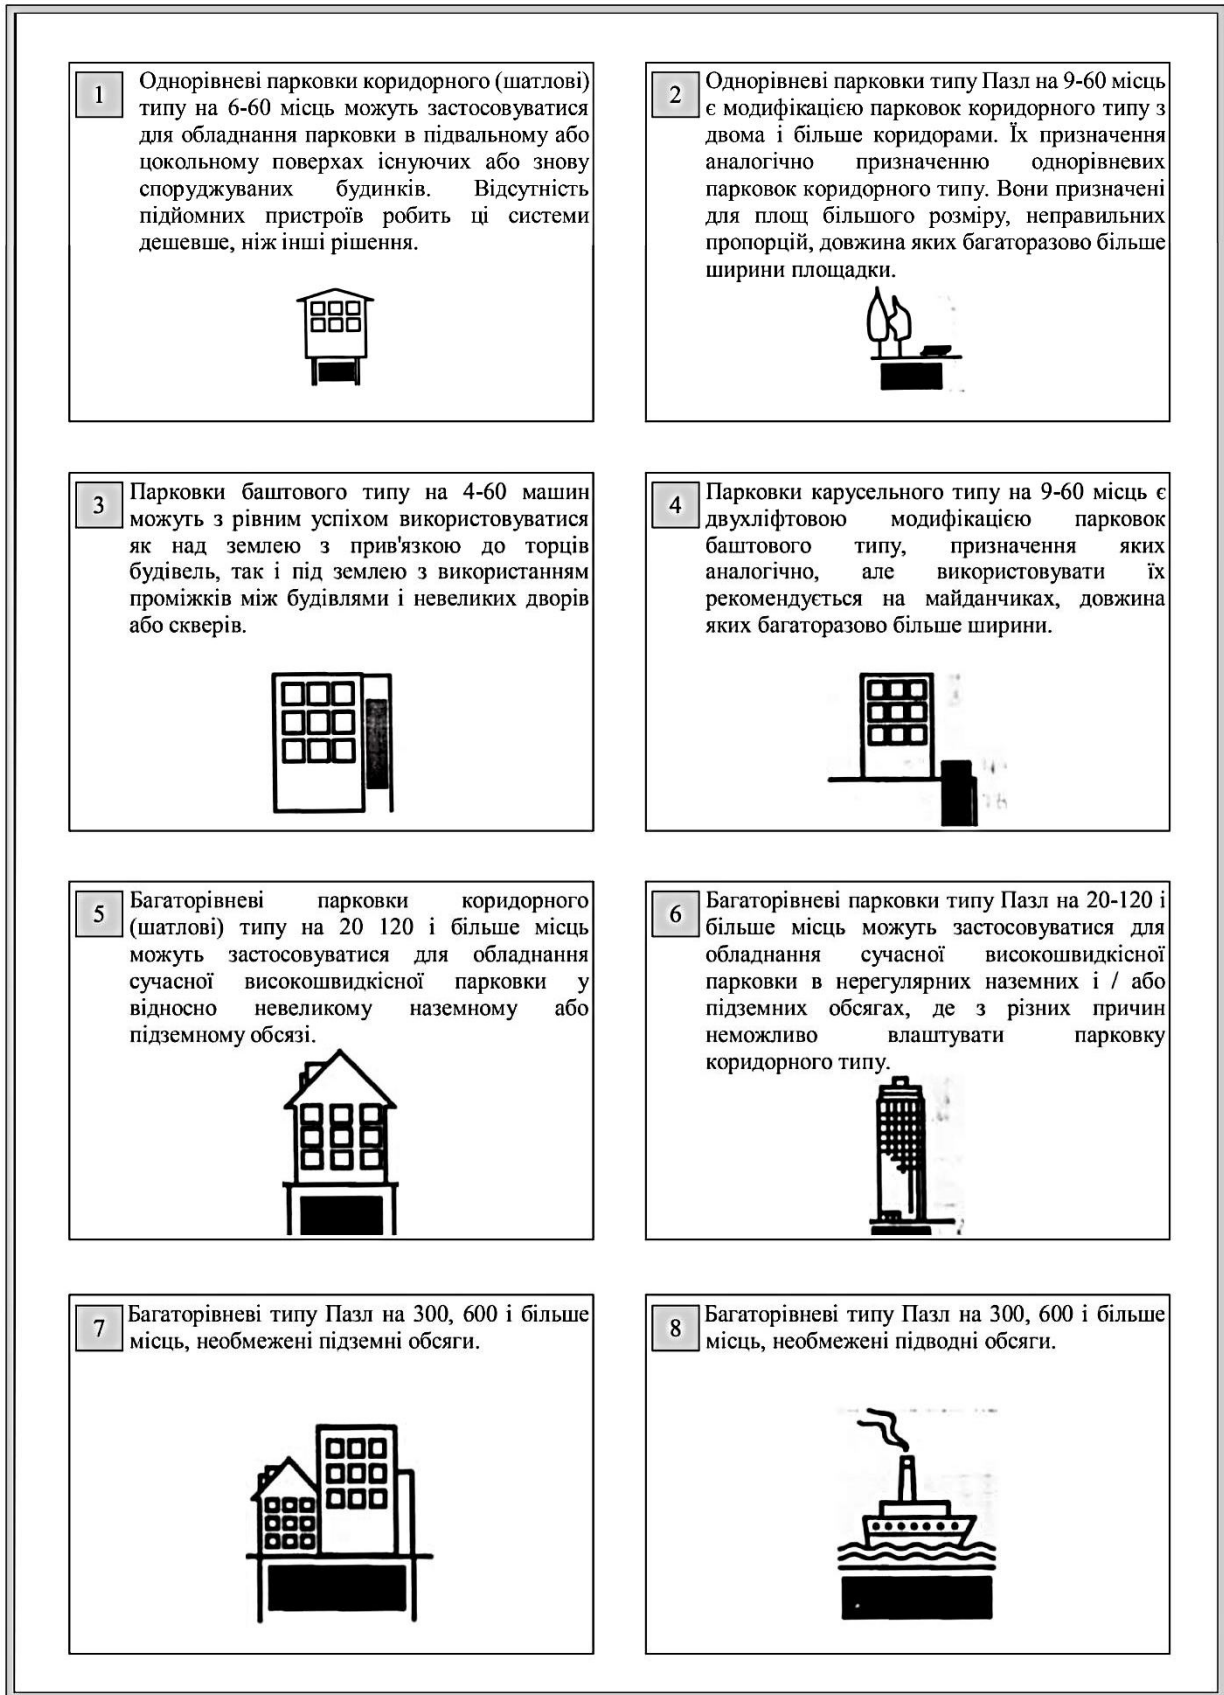 1
Однорівневі парковки коридорного (шатлові)
типу на 6-60 місць можуть застосовуватися
для обладнання парковки в підвальному або
цокольному поверхах існуючих або знову
споруджуваних будинків. Відсутність
підйомних пристроїв робить ці системи
дешевше, ніж інші рішення.
2
Однорівневі парковки типу Пазл на 9-60 місць
є модифікацією парковок коридорного типу з
двома і більше коридорами. Їх призначення
аналогічно призначенню однорівневих
парковок коридорного типу. Вони призначені
для площ більшого розміру, неправильних
пропорцій, довжина яких багаторазово більше
ширини площадки.
3
Парковки баштового типу на 4-60 машин
можуть з рівним успіхом використовуватися
як над землею з прив'язкою до торців
будівель, так і під землею з використанням
проміжків між будівлями і невеликих дворів
або скверів.
4
Парковки карусельного типу на 9-60 місць є
двухліфтовою модифікацією парковок
баштового типу, призначення яких
аналогічно, але використовувати їх
рекомендується на майданчиках, довжина
яких багаторазово більше ширини.
5
Багаторівневі парковки коридорного
(шатлові) типу на 20 120 і більше місць
можуть застосовуватися для обладнання
сучасної високошвидкісної парковки у
відносно невеликому наземному або
підземному обсязі.
6
Багаторівневі парковки типу Пазл на 20-120 і
більше місць можуть застосовуватися для
обладнання сучасної високошвидкісної
парковки в нерегулярних наземних і / або
підземних обсягах, де з різних причин
неможливо влаштувати парковку
коридорного типу.
7
Багаторівневі типу Пазл на 300, 600 і більше
місць, необмежені підземні обсяги.
8
Багаторівневі типу Пазл на 300, 600 і більше
місць, необмежені підводні обсяги.